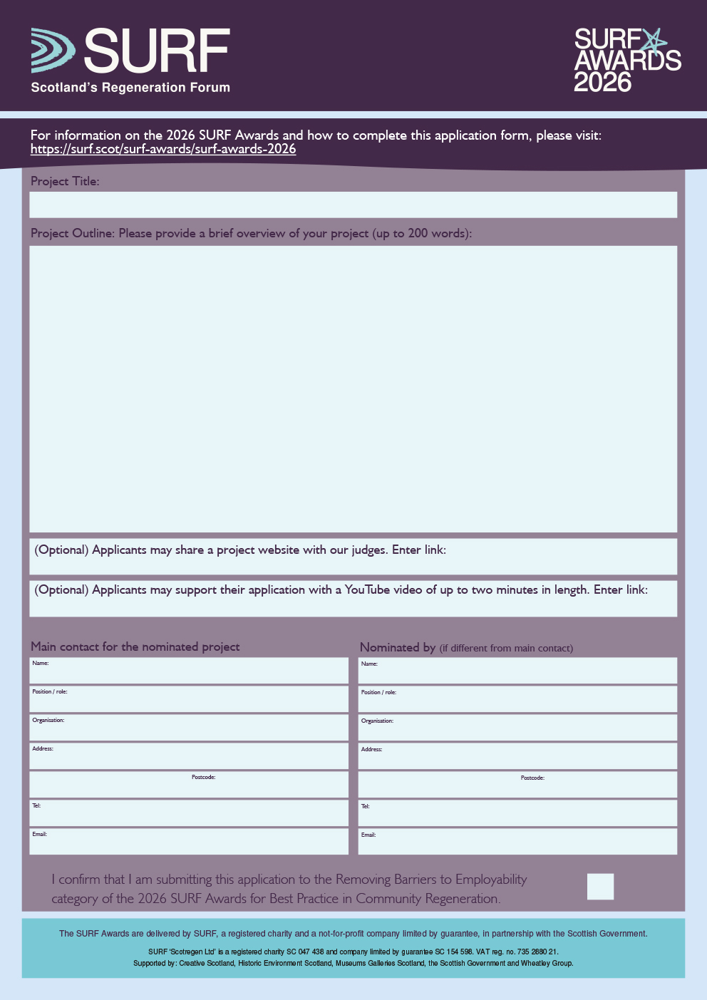 SURF
Scotland's Regeneration Forum
SURF
AWARDS
2026
For information on the 2026 SURF Awards and how to complete this application form, please visit:
https://surf.scot/surf-awards/surf-awards-2026
Project Title:
Project Outline: Please provide a brief overview of your project (up to 200 words):
(Optional) Applicants may share a project website with our judges. Enter link:
(Optional) Applicants may support their application with a YouTube video of up to two minutes in length. Enter link:
Main contact for the nominated project
Name:
Position / role:
Organisation:
Address:
Postcode:
Tel:
Email:
Nominated by (if different from main contact)
Name:
Position / role:
Organisation:
Address:
Postcode:
Tel:
Email:
I confirm that I am submitting this application to the Removing Barriers to Employability
category of the 2026 SURF Awards for Best Practice in Community Regeneration.
The SURF Awards are delivered by SURF, a registered charity and a not-for-profit company limited by guarantee, in partnership with the Scottish Government.
SURF 'Scotregen Ltd' is a registered charity SC 047 438 and company limited by guarantee SC 154 598. VAT reg. no. 735 2880 21.
Supported by: Creative Scotland, Historic Environment Scotland, Museums Galleries Scotland, the Scottish Government and Wheatley Group.